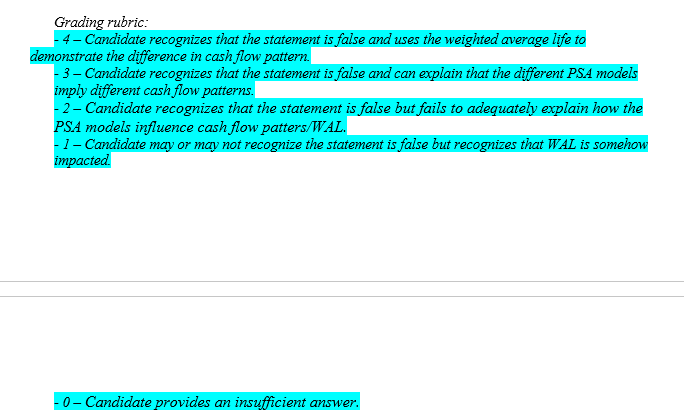 Grading rubric:
- 4 – Candidate recognizes that the statement is false and uses the weighted average life to
demonstrate the difference in cash flow pattern.
- 3 – Candidate recognizes that the statement is false and can explain that the different PSA models
imply different cash flow patterns.
- 2 – Candidate recognizes that the statement is false but fails to adequately explain how the
PSA models influence cash flow patters/WAL.
- 1 – Candidate may or may not recognize the statement is false but recognizes that WAL is somehow
impacted.
- 0 – Candidate provides an insufficient answer.